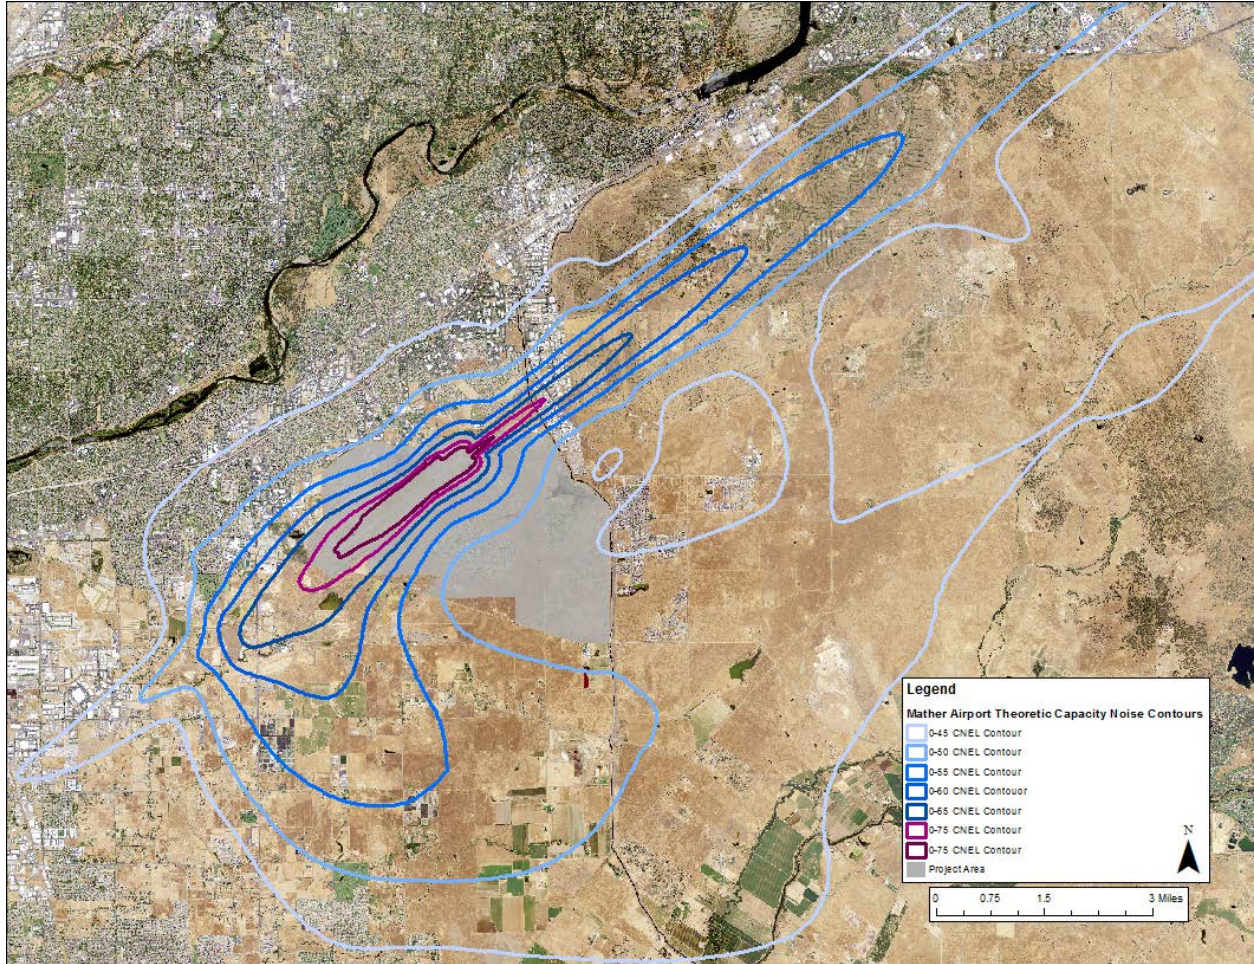 Legend
Mather Airport Theoretic Capacity Noise Contours
0-45 CNEL Contour
0-50 CNEL Contour
0-55 CNEL Contour
0-60 CNEL Contouor
0-65 CNEL Contour
0-75 CNEL Contour
0-75 CNEL Contour
Project Area
N
0 0.75 1.5 3 Miles